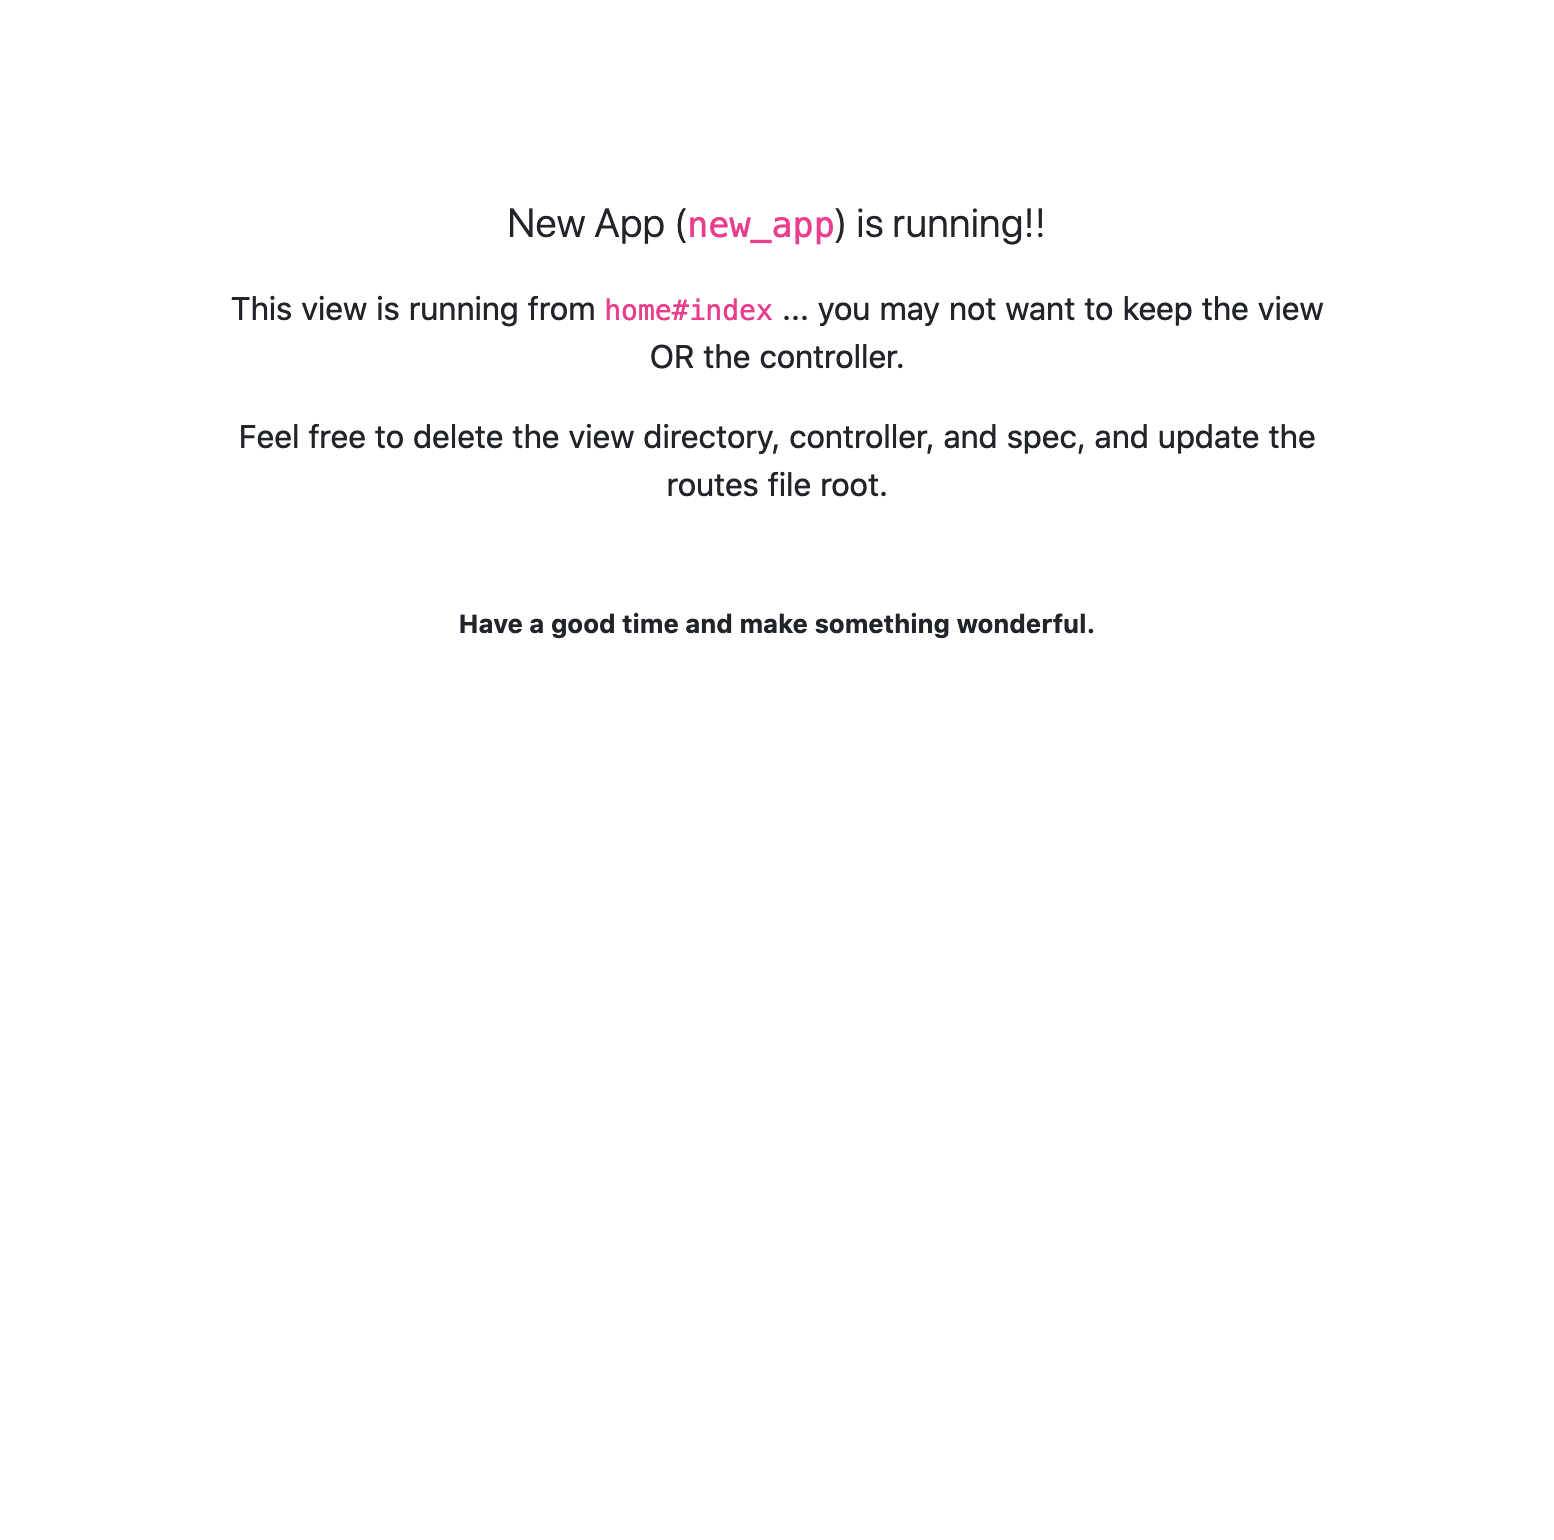 New App (new_app) is running!!
This view is running from home#index ... you may not want to keep the view
OR the controller.
Feel free to delete the view directory, controller, and spec, and update the
routes file root.
Have a good time and make something wonderful.